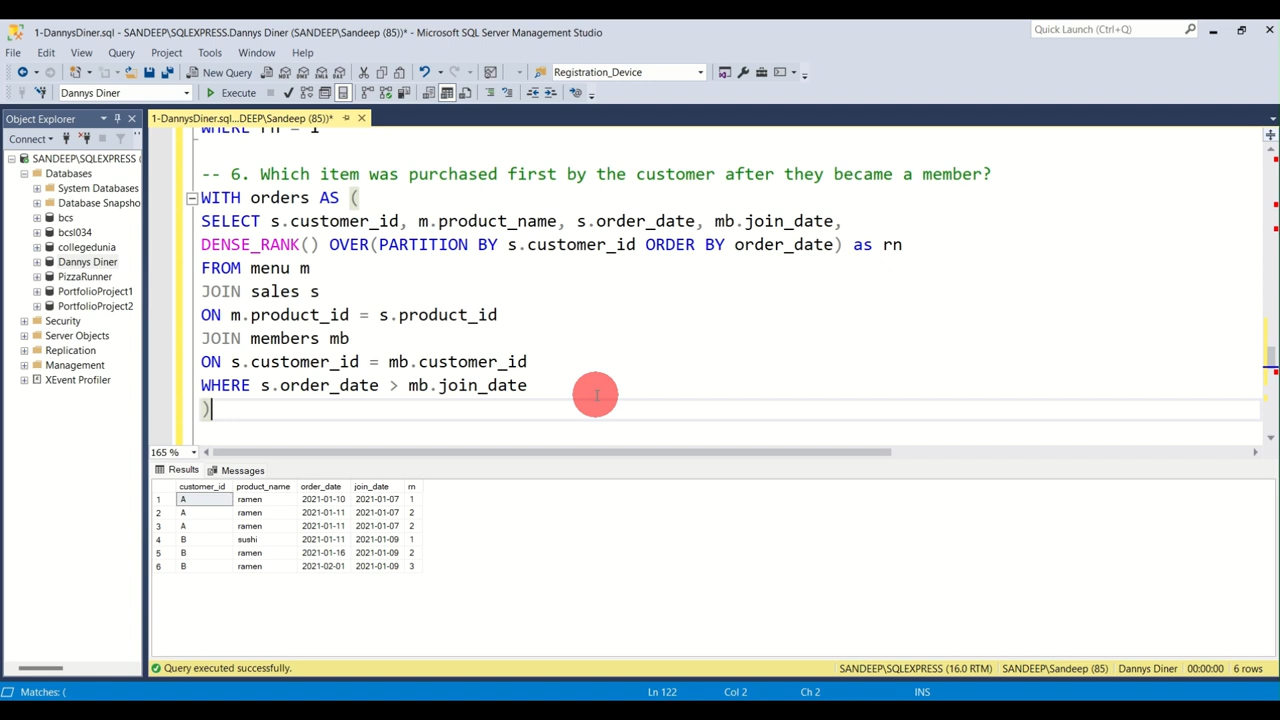 1-DannysDiner.sql - SANDEEP\SQLEXPRESS.Dannys Diner (SANDEEP\Sandeep (85))* - Microsoft SQL Server Management Studio
Quick Launch (Ctrl+Q)
File Edit View Query Project Tools Window Help
New Query
Registration_Device
Dannys Diner
Execute
Object Explorer
1-DannysDiner.sql...DEEP\Sandeep (85))*
Connect
SANDEEP\SQLEXPRESS (
Databases
System Databases
Database Snapsho
bcs
bcsl034
collegedunia
Dannys Diner
PizzaRunner
PortfolioProject1
PortfolioProject2
Security
Server Objects
Replication
Management
XEvent Profiler
-- 6. Which item was purchased first by the customer after they became a member?
WITH orders AS (
SELECT s.customer_id, m.product_name, s.order_date, mb.join_date,
DENSE_RANK() OVER(PARTITION BY s.customer_id ORDER BY order_date) as rn
FROM menu m
JOIN sales s
ON m.product_id = s.product_id
JOIN members mb
ON s.customer_id = mb.customer_id
WHERE s.order_date > mb.join_date
)
165 %
Results Messages
customer_id product_name order_date join_date rn
1 A ramen 2021-01-10 2021-01-07 1
2 A ramen 2021-01-11 2021-01-07 2
3 A ramen 2021-01-11 2021-01-07 2
4 B sushi 2021-01-11 2021-01-09 1
5 B ramen 2021-01-16 2021-01-09 2
6 B ramen 2021-02-01 2021-01-09 3
Query executed successfully.
SANDEEP\SQLEXPRESS (16.0 RTM) SANDEEP\Sandeep (85) Dannys Diner 00:00:00 6 rows
Matches: (
Ln 122 Col 2 Ch 2 INS